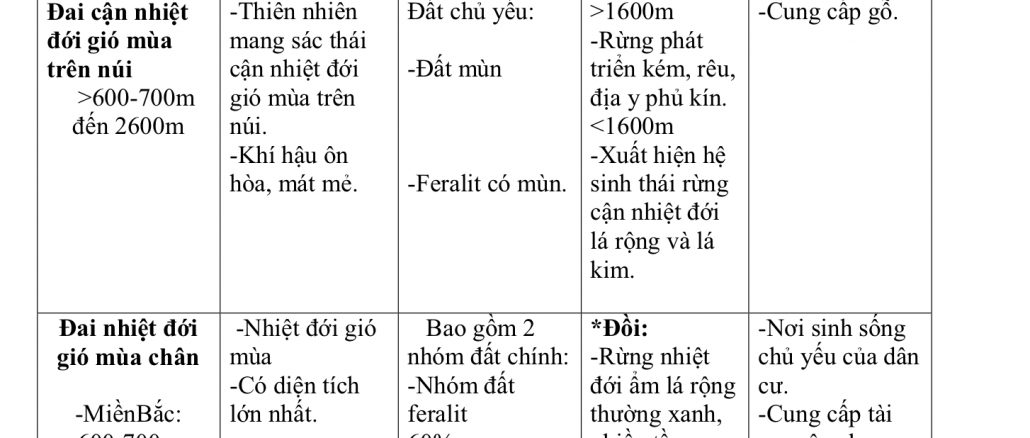 Đai cận nhiệt
đới gió mùa
trên núi
>600-700m
đến 2600m
-Thiên nhiên
mang sác thái
cận nhiệt đới
gió mùa trên
núi.
-Khí hậu ôn
hòa, mát mẻ.
Đất chủ yếu:
-Đất mùn
-Feralit có mùn.
>1600m
-Rừng phát
triển kém, rêu,
địa y phủ kín.
<1600m
-Xuất hiện hệ
sinh thái rừng
cận nhiệt đới
lá rộng và lá
kim.
-Cung cấp gỗ.
Đai nhiệt đới
gió mùa chân
-MiềnBắc:
-Nhiệt đới gió
mùa
-Có diện tích
lớn nhất.
Bao gồm 2
nhóm đất chính:
-Nhóm đất
feralit
*Đồi:
-Rừng nhiệt
đới ẩm lá rộng
thường xanh,
-Nơi sinh sống
chủ yếu của dân
cư.
-Cung cấp tài